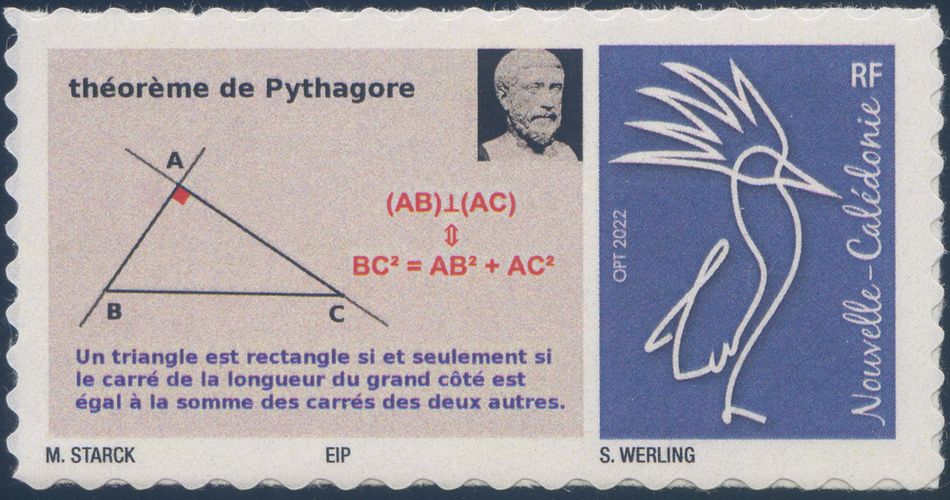 théorème de Pythagore
A
(AB)⊥(AC)
⇕
BC² = AB² + AC²
B
C
Un triangle est rectangle si et seulement si
le carré de la longueur du grand côté est
égal à la somme des carrés des deux autres.
RF
Nouvelle-Calédonie
OPT 2022
M. STARCK
EIP
S. WERLING